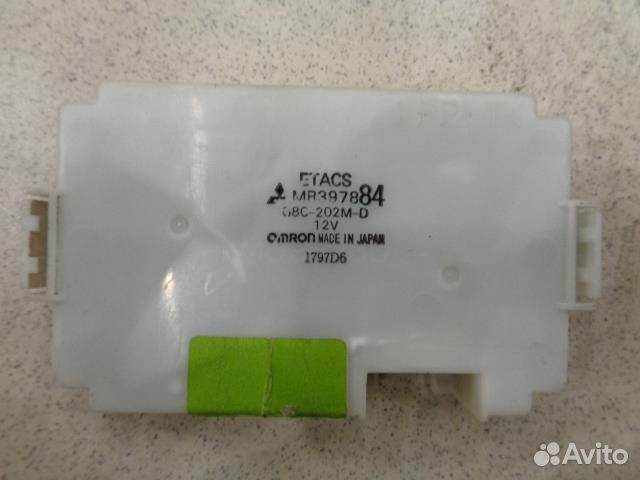 ETACS
MR397884
G8C-202M-D
12V
OMRON MADE IN JAPAN
1797D6
Avito